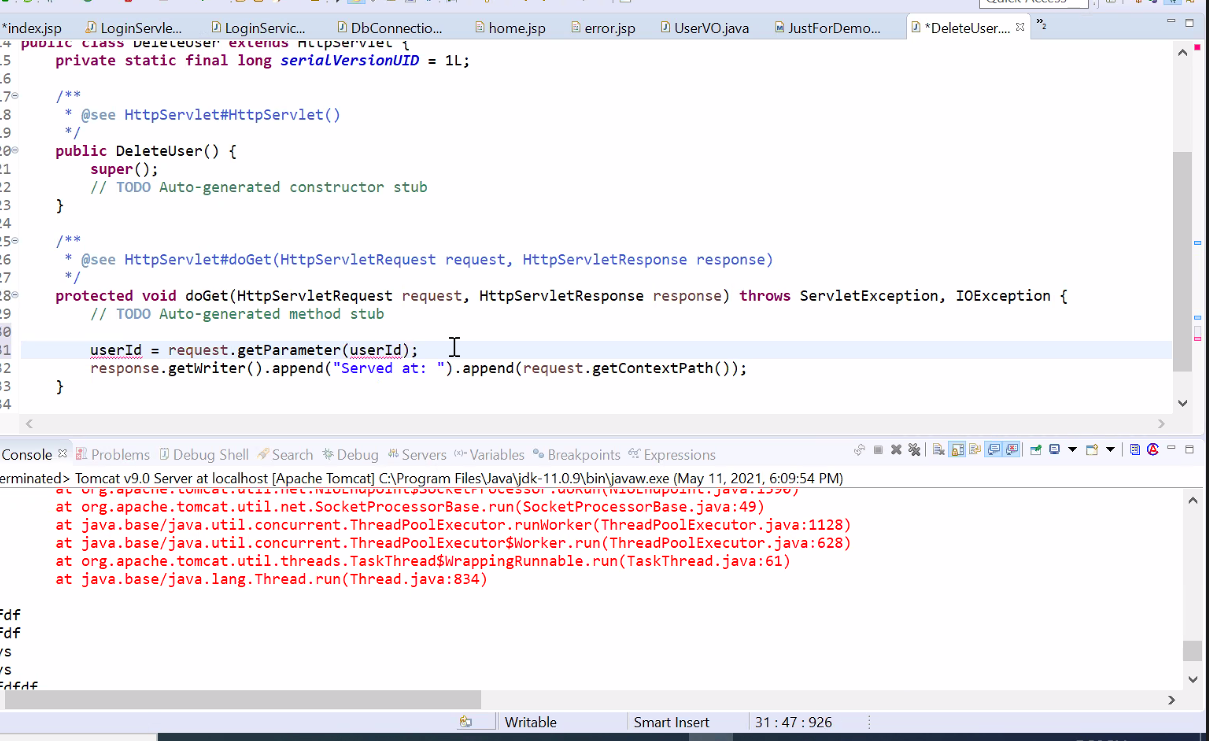 Quick Access
*index.jsp LoginServle... LoginServic... DbConnectio... home.jsp error.jsp UserVO.java JustForDemo... *DeleteUser.... »2
24 public class DeleteUser extends HttpServlet {
5 private static final long serialVersionUID = 1L;
6
7 /**
8 * @see HttpServlet#HttpServlet()
9 */
20 public DeleteUser() {
21 super();
22 // TODO Auto-generated constructor stub
23 }
24
25 /**
26 * @see HttpServlet#doGet(HttpServletRequest request, HttpServletResponse response)
27 */
28 protected void doGet(HttpServletRequest request, HttpServletResponse response) throws ServletException, IOException {
29 // TODO Auto-generated method stub
30
31 userId = request.getParameter(userId);
32 response.getWriter().append("Served at: ").append(request.getContextPath());
33 }
34
Console Problems Debug Shell Search Debug Servers Variables Breakpoints Expressions
erminated> Tomcat v9.0 Server at localhost [Apache Tomcat] C:\Program Files\Java\jdk-11.0.9\bin\javaw.exe (May 11, 2021, 6:09:54 PM)
at org.apache.tomcat.util.net.NioEndpoint$SocketProcessor.doRun(NioEndpoint.java:1590)
at org.apache.tomcat.util.net.SocketProcessorBase.run(SocketProcessorBase.java:49)
at java.base/java.util.concurrent.ThreadPoolExecutor.runWorker(ThreadPoolExecutor.java:1128)
at java.base/java.util.concurrent.ThreadPoolExecutor$Worker.run(ThreadPoolExecutor.java:628)
at org.apache.tomcat.util.threads.TaskThread$WrappingRunnable.run(TaskThread.java:61)
at java.base/java.lang.Thread.run(Thread.java:834)
fdf
fdf
ys
ys
fdfdf
Writable Smart Insert 31 : 47 : 926